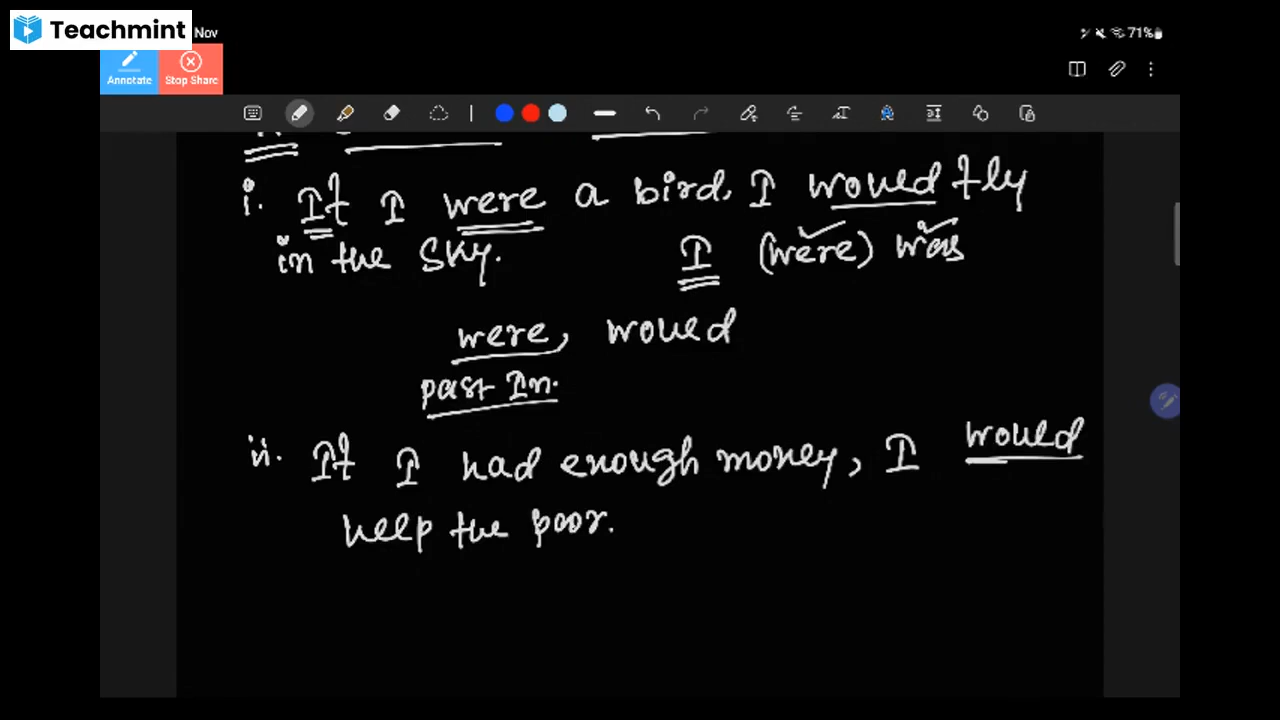 Teachmint
Nov
71%
Annotate
Stop Share
i. If I were a bird, I would fly
in the sky. I (were) was
were, would
past In.
ii. If I had enough money, I would
help the poor.